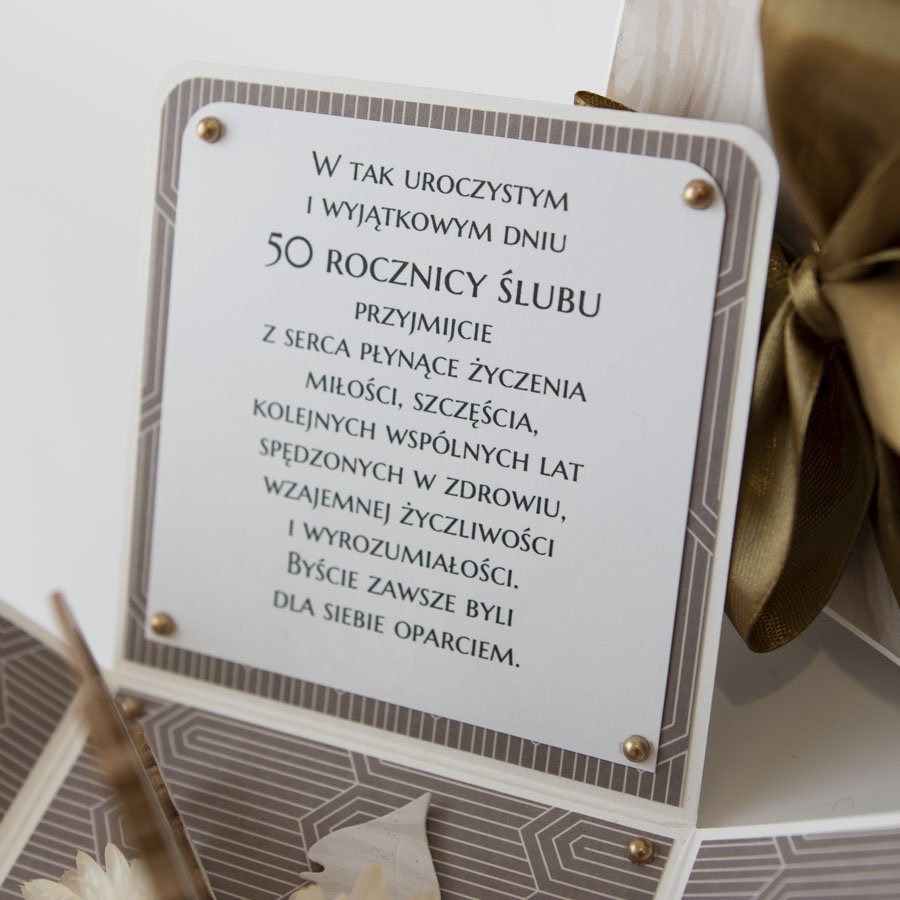 W TAK UROCZYSTYM
I WYJĄTKOWYM DNIU
50 ROCZNICY ŚLUBU
PRZYJMIJCIE
Z SERCA PŁYNĄCE ŻYCZENIA
MIŁOŚCI, SZCZĘŚCIA,
KOLEJNYCH WSPÓLNYCH LAT
SPĘDZONYCH W ZDROWIU,
WZAJEMNEJ ŻYCZLIWOŚCI
I WYROZUMIAŁOŚCI.
BYŚCIE ZAWSZE BYLI
DLA SIEBIE OPARCIEM.